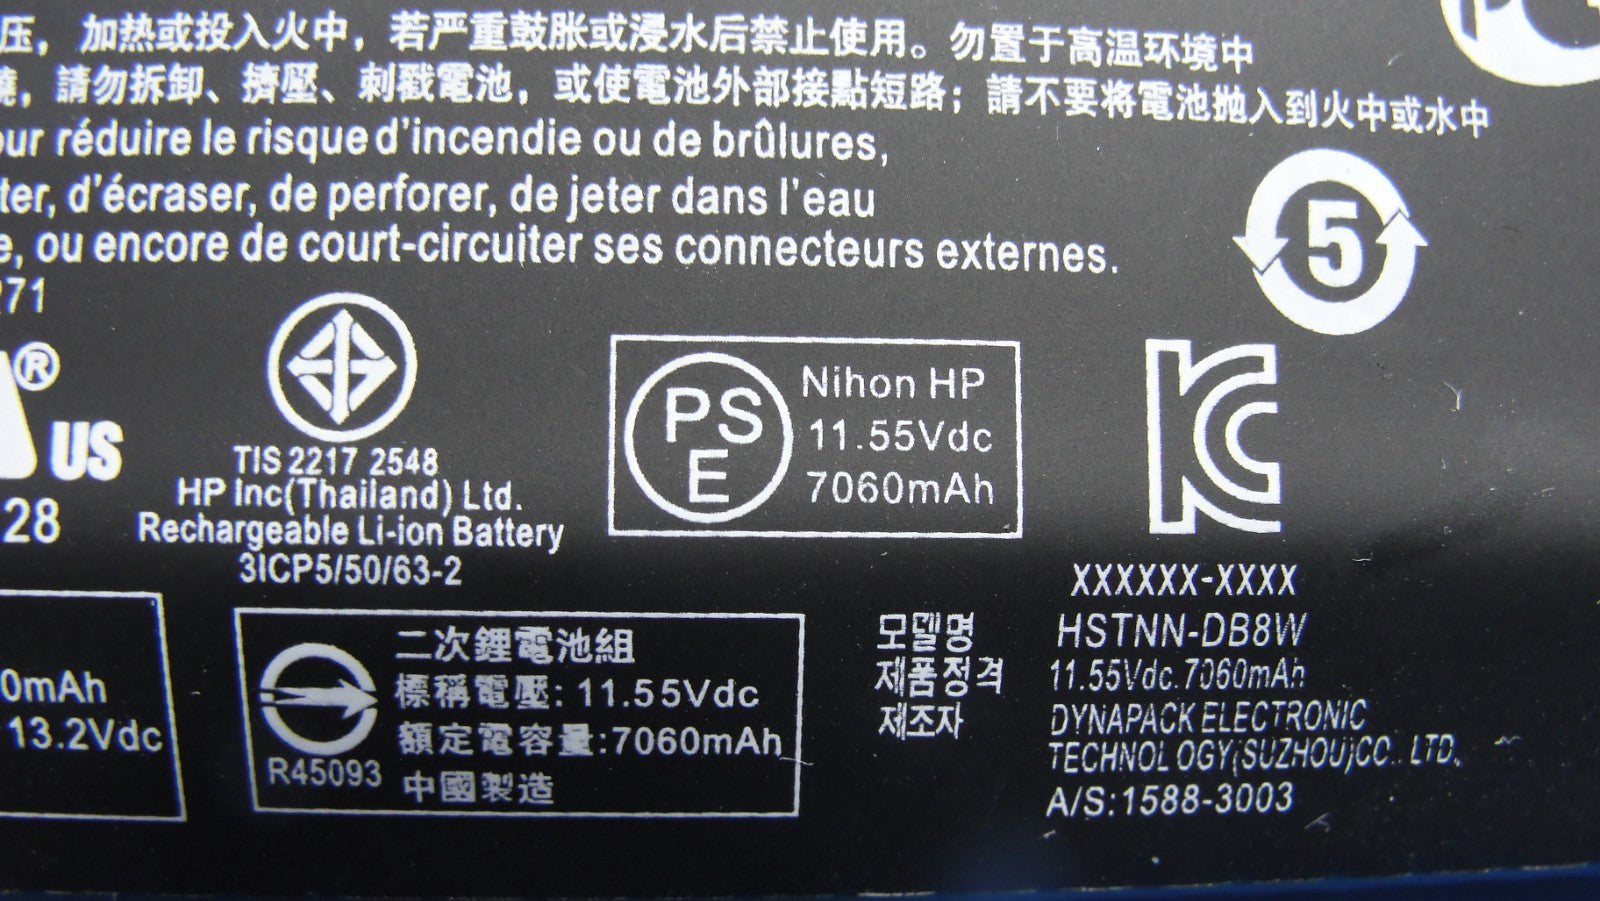 压，加热或投入火中，若严重鼓胀或浸水后禁止使用。勿置于高温环境中
燒，請勿拆卸、擠壓、刺戳電池，或使電池外部接點短路；請不要将電池抛入到火中或水中
our réduire le risque d'incendie ou de brûlures,
ter, d'écraser, de perforer, de jeter dans l'eau
e, ou encore de court-circuiter ses connecteurs externes.
271
5
®
US
28
TIS 2217 2548
HP Inc(Thailand) Ltd.
Rechargeable Li-ion Battery
3ICP5/50/63-2
PS
E
Nihon HP
11.55Vdc
7060mAh
KC
0mAh
13.2Vdc
R45093
二次鋰電池組
標稱電壓: 11.55Vdc
額定電容量:7060mAh
中國製造
XXXXXX-XXXX
모델명 HSTNN-DB8W
제품정격 11.55Vdc. 7060mAh
제조자 DYNAPACK ELECTRONIC
TECHNOLOGY(SUZHOU)CO., LTD.
A/S:1588-3003